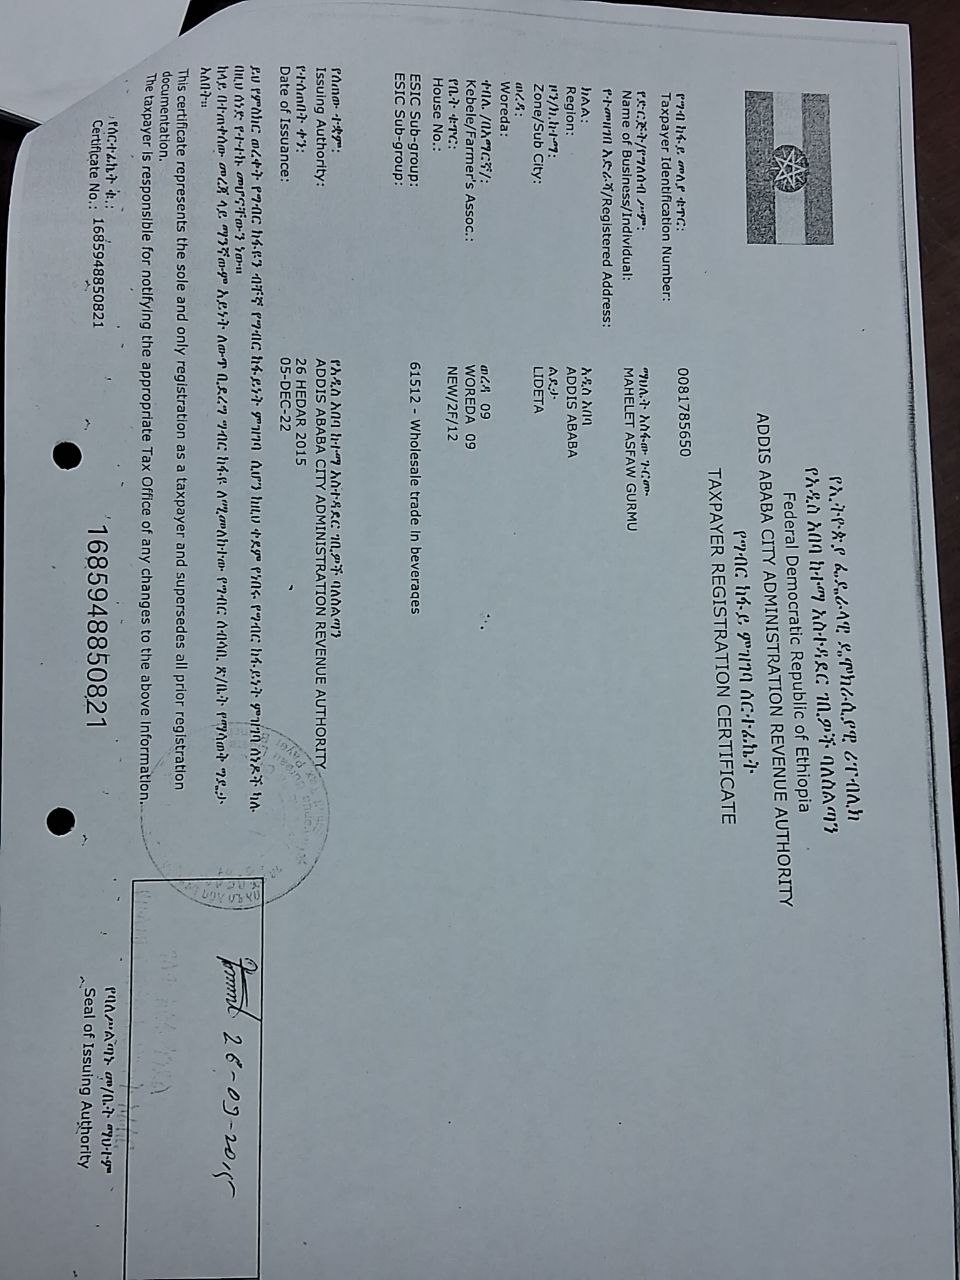 የኢትዮጵያ ፌዴራላዊ ዴሞክራሲያዊ ሪፐብሊክ
የአዲስ አበባ ከተማ አስተዳደር ገቢዎች ባለስልጣን
Federal Democratic Republic of Ethiopia
ADDIS ABABA CITY ADMINISTRATION REVENUE AUTHORITY
የግብር ከፋይ ምዝገባ ሰርተፊኬት
TAXPAYER REGISTRATION CERTIFICATE
የግብ ከፋይ መለያ ቁጥር: 0081785650
Taxpayer Identification Number:
የድርጅት/የግለሰብ ሥም: ማህሌት አስፋው ጉርሙ
Name of Business/Individual: MAHELET ASFAW GURMU
የተመዘገበ አድራሻ/Registered Address:
ክልል: አዲስ አበባ
Region: ADDIS ABABA
ዞን/ክ.ከተማ: ልደታ
Zone/Sub City: LIDETA
ወረዳ:
Woreda:
ቀበሌ /በአማርኛ/: ወረዳ 09
Kebele/Farmer's Assoc.: WOREDA 09
የቤት ቁጥር: NEW/2F/12
House No.:
ESIC Sub-group: 61512 - Wholesale trade in beverages
ESIC Sub-group:
የሰጠው ተቋም: የአዲስ አበባ ከተማ አስተዳደር ገቢዎች ባለስልጣን
Issuing Authority: ADDIS ABABA CITY ADMINISTRATION REVENUE AUTHORITY
የተሰጠበት ቀን: 26 HEDAR 2015
Date of Issuance: 05-DEC-22
ይህ የምስክር ወረቀት የግብር ከፋዩን ብቸኛ የግብር ከፋይነት ምዝገባ ሲሆን ከዚህ ቀደም የነበሩ የግብር ከፋይነት ምዝገባ ሰነዶች ካሉ
በዚህ ሰነድ የተተኩ መሆናቸውን ነው።
ከላይ በተጠቀሰው መረጃ ላይ ማንኛውም አይነት ለውጥ ቢደረግ ግብር ከፋዩ ለሚመለከተው የግብር ሰብሳቢ ጽ/ቤት የማሳወቅ ግዴታ
አለበት።
This certificate represents the sole and only registration as a taxpayer and supersedes all prior registration
documentation.
The taxpayer is responsible for notifying the appropriate Tax Office of any changes to the above information.
26-03-2015
የሰርተፊኬት ቁ.:
Certificate No.: 1685948850821
1685948850821
የባለሥልጣኑ መ/ቤት ማህተም
Seal of Issuing Authority